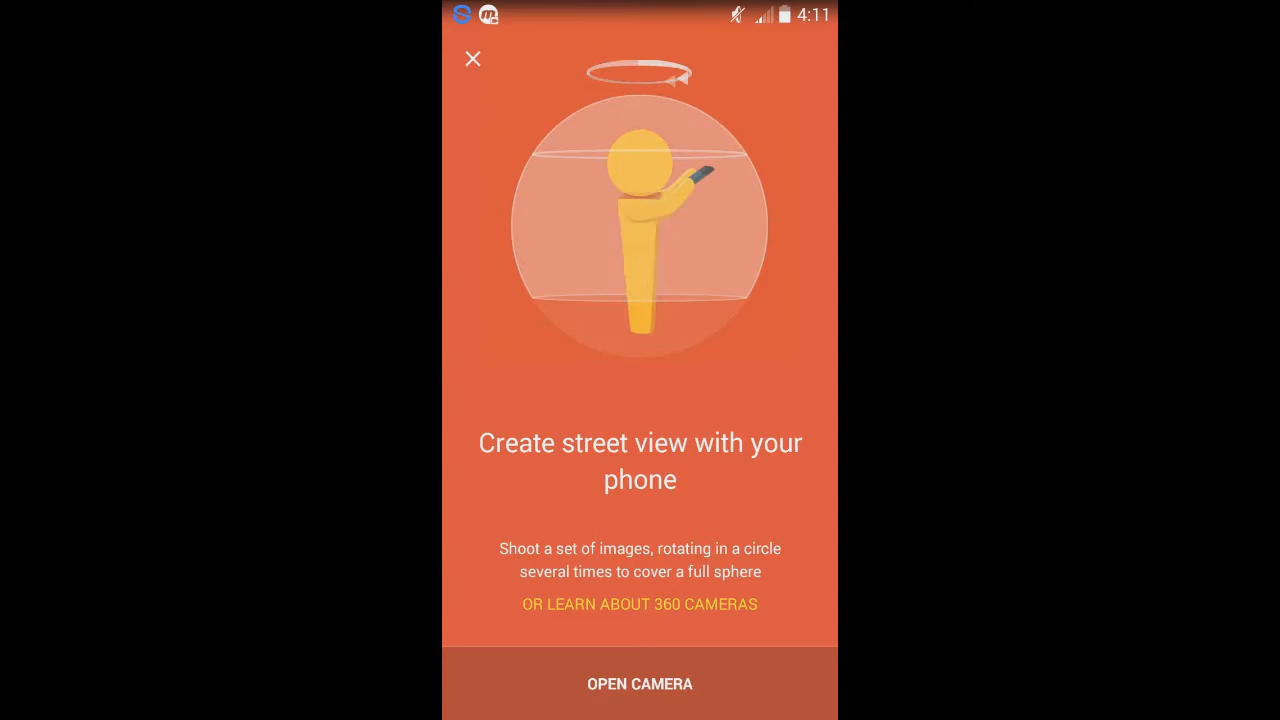 4:11
Create street view with your
phone
Shoot a set of images, rotating in a circle
several times to cover a full sphere
OR LEARN ABOUT 360 CAMERAS
OPEN CAMERA